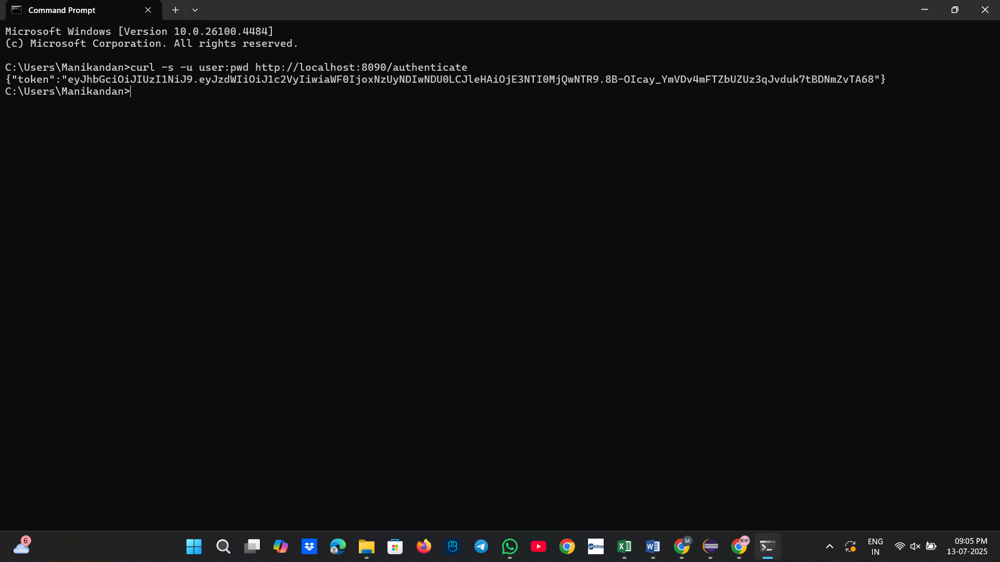 Command Prompt
Microsoft Windows [Version 10.0.26100.4484]
(c) Microsoft Corporation. All rights reserved.
C:\Users\Manikandan>curl -s -u user:pwd http://localhost:8090/authenticate
{"token":"eyJhbGciOiJIUzI1NiJ9.eyJzdWIiOiJ1c2VyIiwiaWF0IjoxNzUyNDIwNDU0LCJleHAiOjE3NTI0MjQwNTR9.8B-OIcay_YmVDv4mFTZbUZUz3qJvduk7tBDNmZvTA68"}
C:\Users\Manikandan>
6
unstop
M
ENG
IN
09:05 PM
13-07-2025